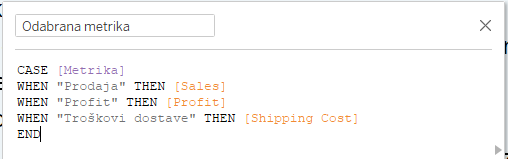 Odabrana metrika
CASE [Metrika]
WHEN "Prodaja" THEN [Sales]
WHEN "Profit" THEN [Profit]
WHEN "Troškovi dostave" THEN [Shipping Cost]
END